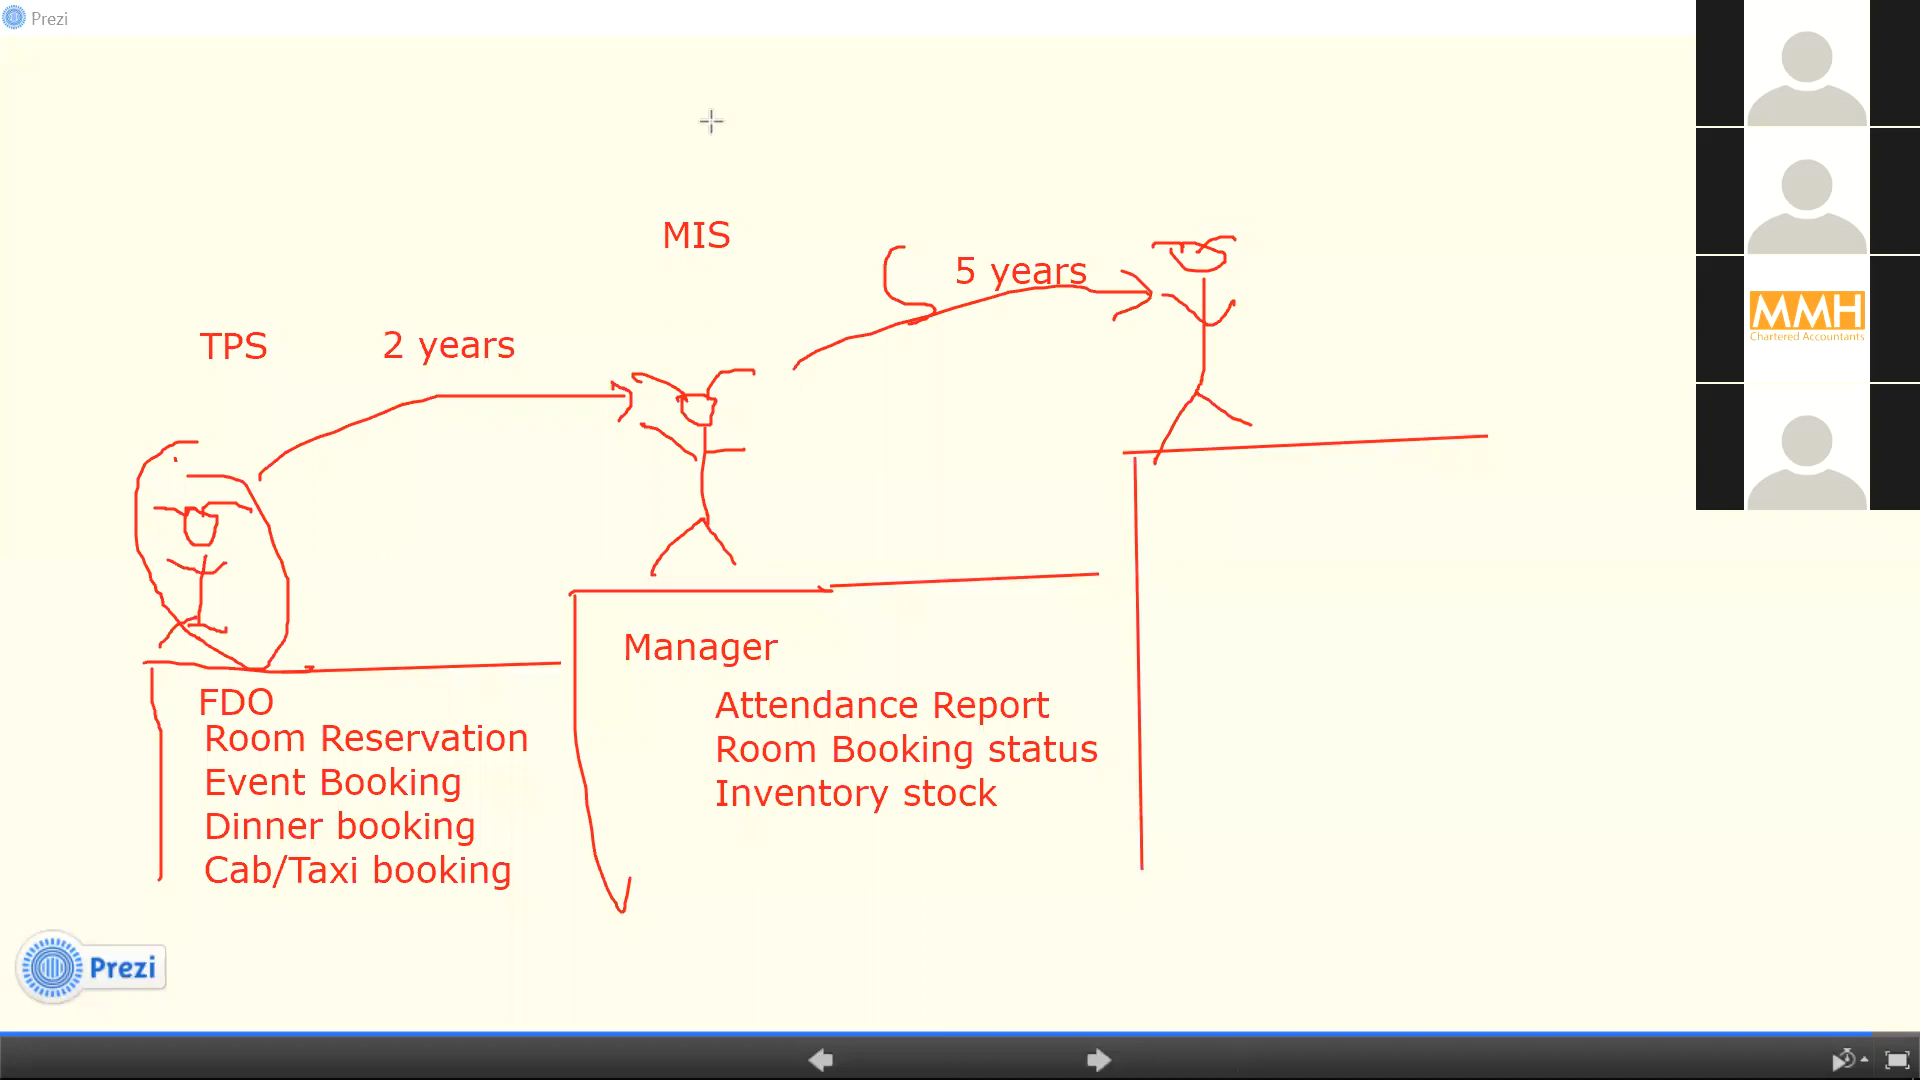 Prezi
MIS
5 years
TPS
2 years
MMH
Chartered Accountants
Manager
Attendance Report
Room Booking status
Inventory stock
FDO
Room Reservation
Event Booking
Dinner booking
Cab/Taxi booking
Prezi